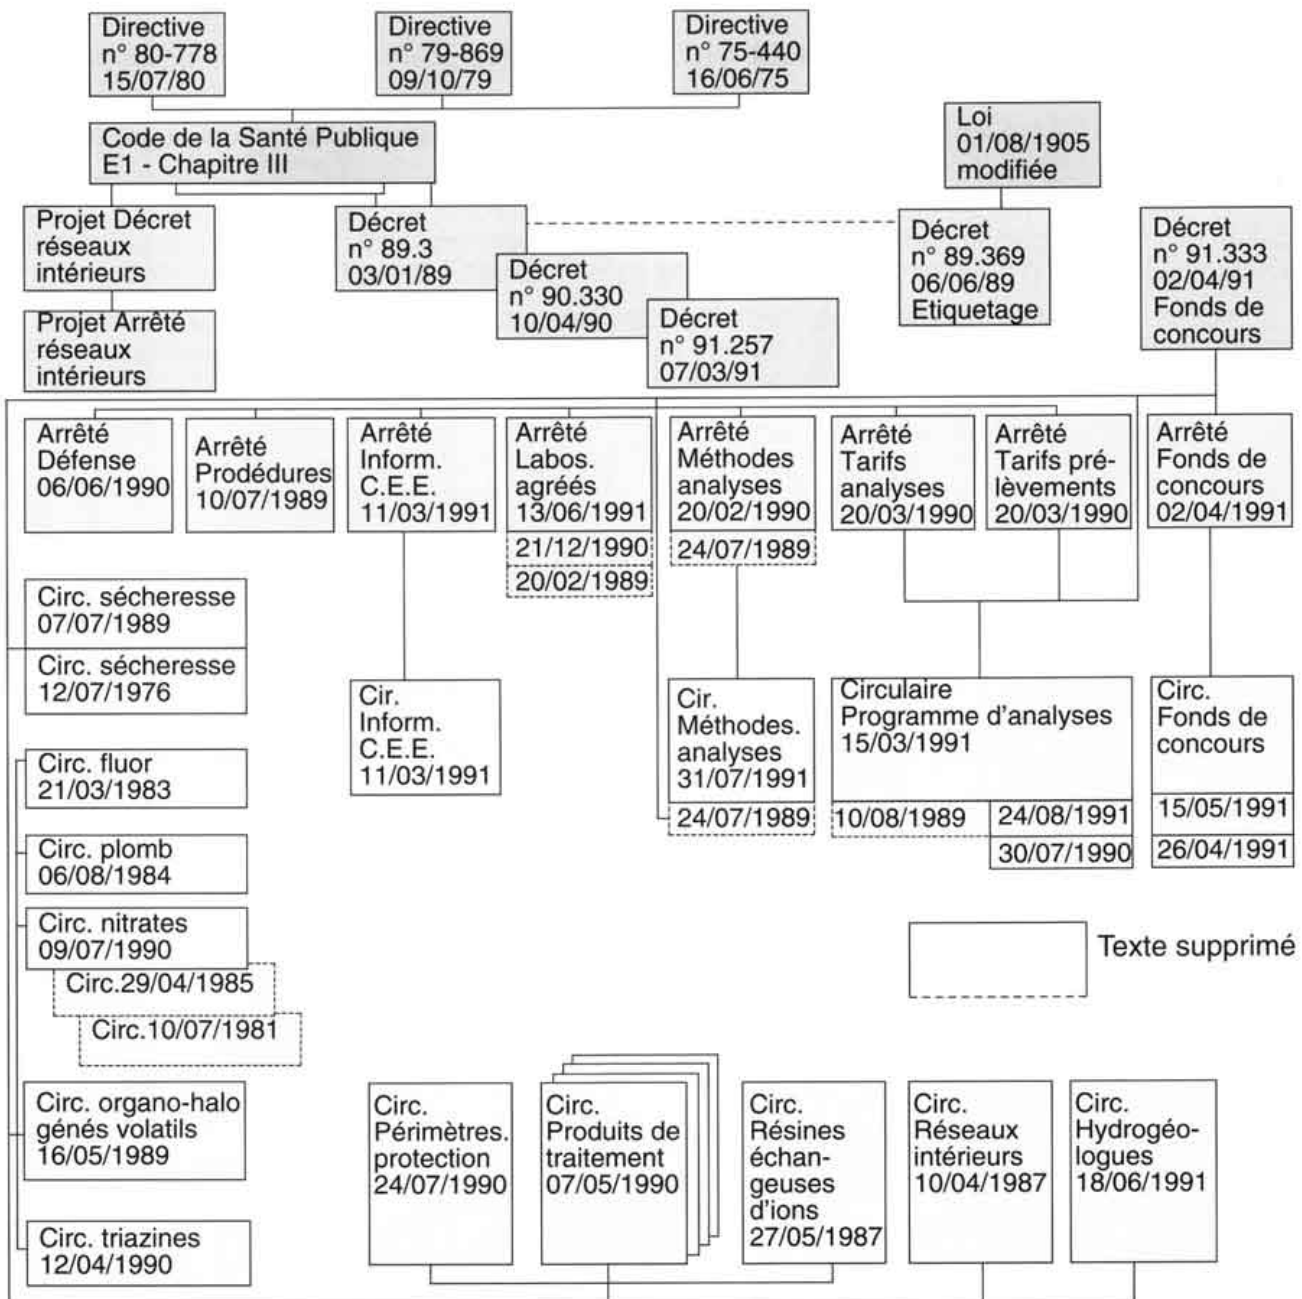 Directive
n° 80-778
15/07/80
Directive
n° 79-869
09/10/79
Directive
n° 75-440
16/06/75
Code de la Santé Publique
E1 - Chapitre III
Loi
01/08/1905
modifiée
Projet Décret
réseaux
intérieurs
Décret
n° 89.3
03/01/89
Décret
n° 90.330
10/04/90
Décret
n° 91.257
07/03/91
Décret
n° 89.369
06/06/89
Etiquetage
Décret
n° 91.333
02/04/91
Fonds de
concours
Projet Arrêté
réseaux
intérieurs
Arrêté
Défense
06/06/1990
Arrêté
Prodédures
10/07/1989
Arrêté
Inform.
C.E.E.
11/03/1991
Arrêté
Labos.
agréés
13/06/1991
21/12/1990
20/02/1989
Arrêté
Méthodes
analyses
20/02/1990
24/07/1989
Arrêté
Tarifs
analyses
20/03/1990
Arrêté
Tarifs pré-
lèvements
20/03/1990
Arrêté
Fonds de
concours
02/04/1991
Circ. sécheresse
07/07/1989
Circ. sécheresse
12/07/1976
Cir.
Inform.
C.E.E.
11/03/1991
Cir.
Méthodes.
analyses
31/07/1991
24/07/1989
Circulaire
Programme d'analyses
15/03/1991
10/08/1989
24/08/1991
30/07/1990
Circ.
Fonds de
concours
15/05/1991
26/04/1991
Circ. fluor
21/03/1983
Circ. plomb
06/08/1984
Circ. nitrates
09/07/1990
Circ.29/04/1985
Circ.10/07/1981
Texte supprimé
Circ. organo-halo
génés volatils
16/05/1989
Circ. triazines
12/04/1990
Circ.
Périmètres.
protection
24/07/1990
Circ.
Produits de
traitement
07/05/1990
Circ.
Résines
échan-
geuses
d'ions
27/05/1987
Circ.
Réseaux
intérieurs
10/04/1987
Circ.
Hydrogéo-
logues
18/06/1991